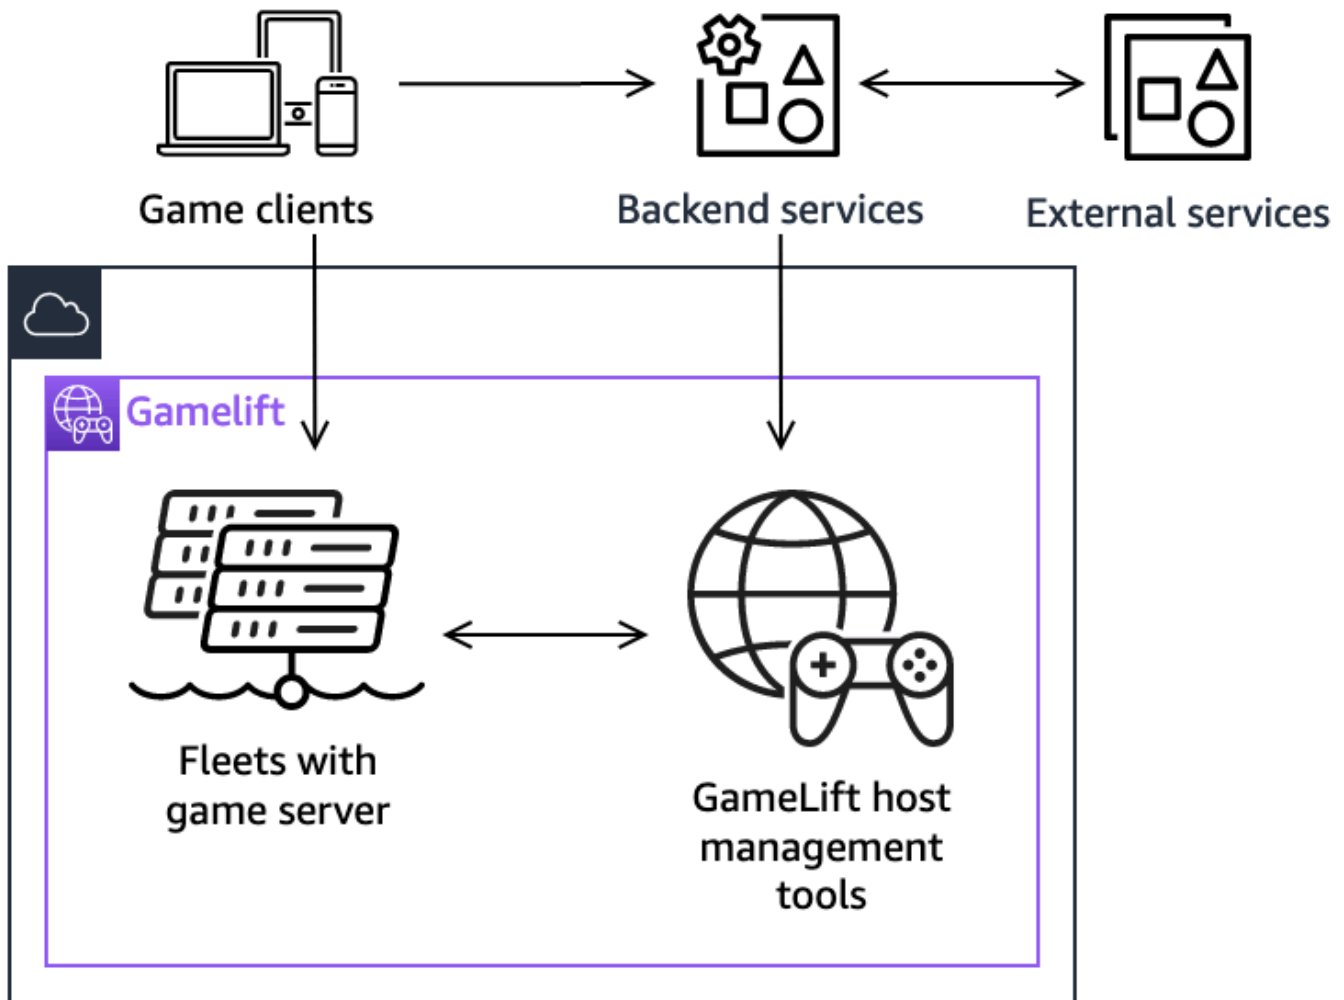 Game clients
Backend services
External services
Gamelift
Fleets with
game server
GameLift host
management
tools